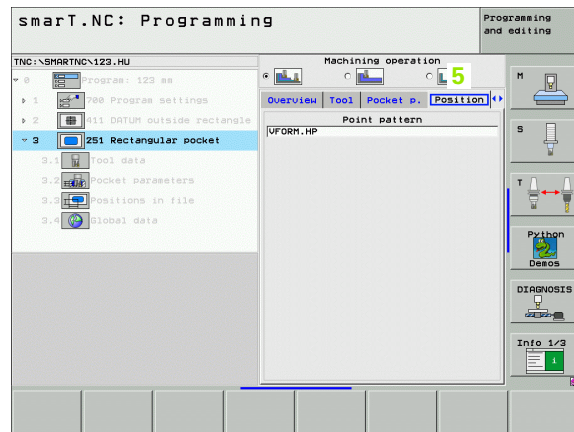 smarT.NC: Programming
Programming and editing
TNC:\SMARTNC\123.HU
0 Program: 123 mm
1 700 Program settings
2 411 DATUM outside rectangle
3 251 Rectangular pocket
3.1 Tool data
3.2 Pocket parameters
3.3 Positions in file
3.4 Global data
Machining operation
5
Overview Tool Pocket p. Position
Point pattern
VFORM.HP
M
S
T
Python
Demos
DIAGNOSIS
Info 1/3
i